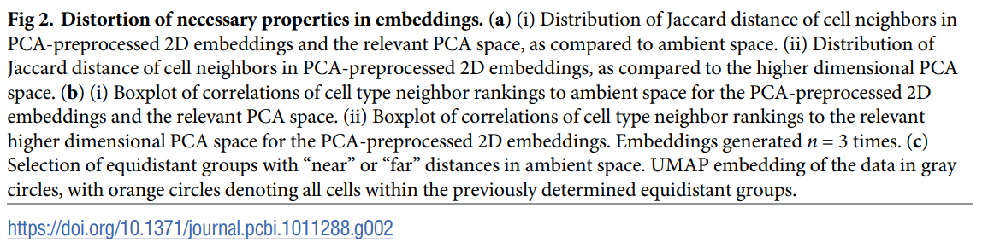 Fig 2. Distortion of necessary properties in embeddings. (a) (i) Distribution of Jaccard distance of cell neighbors in
PCA-preprocessed 2D embeddings and the relevant PCA space, as compared to ambient space. (ii) Distribution of
Jaccard distance of cell neighbors in PCA-preprocessed 2D embeddings, as compared to the higher dimensional PCA
space. (b) (i) Boxplot of correlations of cell type neighbor rankings to ambient space for the PCA-preprocessed 2D
embeddings and the relevant PCA space. (ii) Boxplot of correlations of cell type neighbor rankings to the relevant
higher dimensional PCA space for the PCA-preprocessed 2D embeddings. Embeddings generated n = 3 times. (c)
Selection of equidistant groups with “near” or “far” distances in ambient space. UMAP embedding of the data in gray
circles, with orange circles denoting all cells within the previously determined equidistant groups.
https://doi.org/10.1371/journal.pcbi.1011288.g002